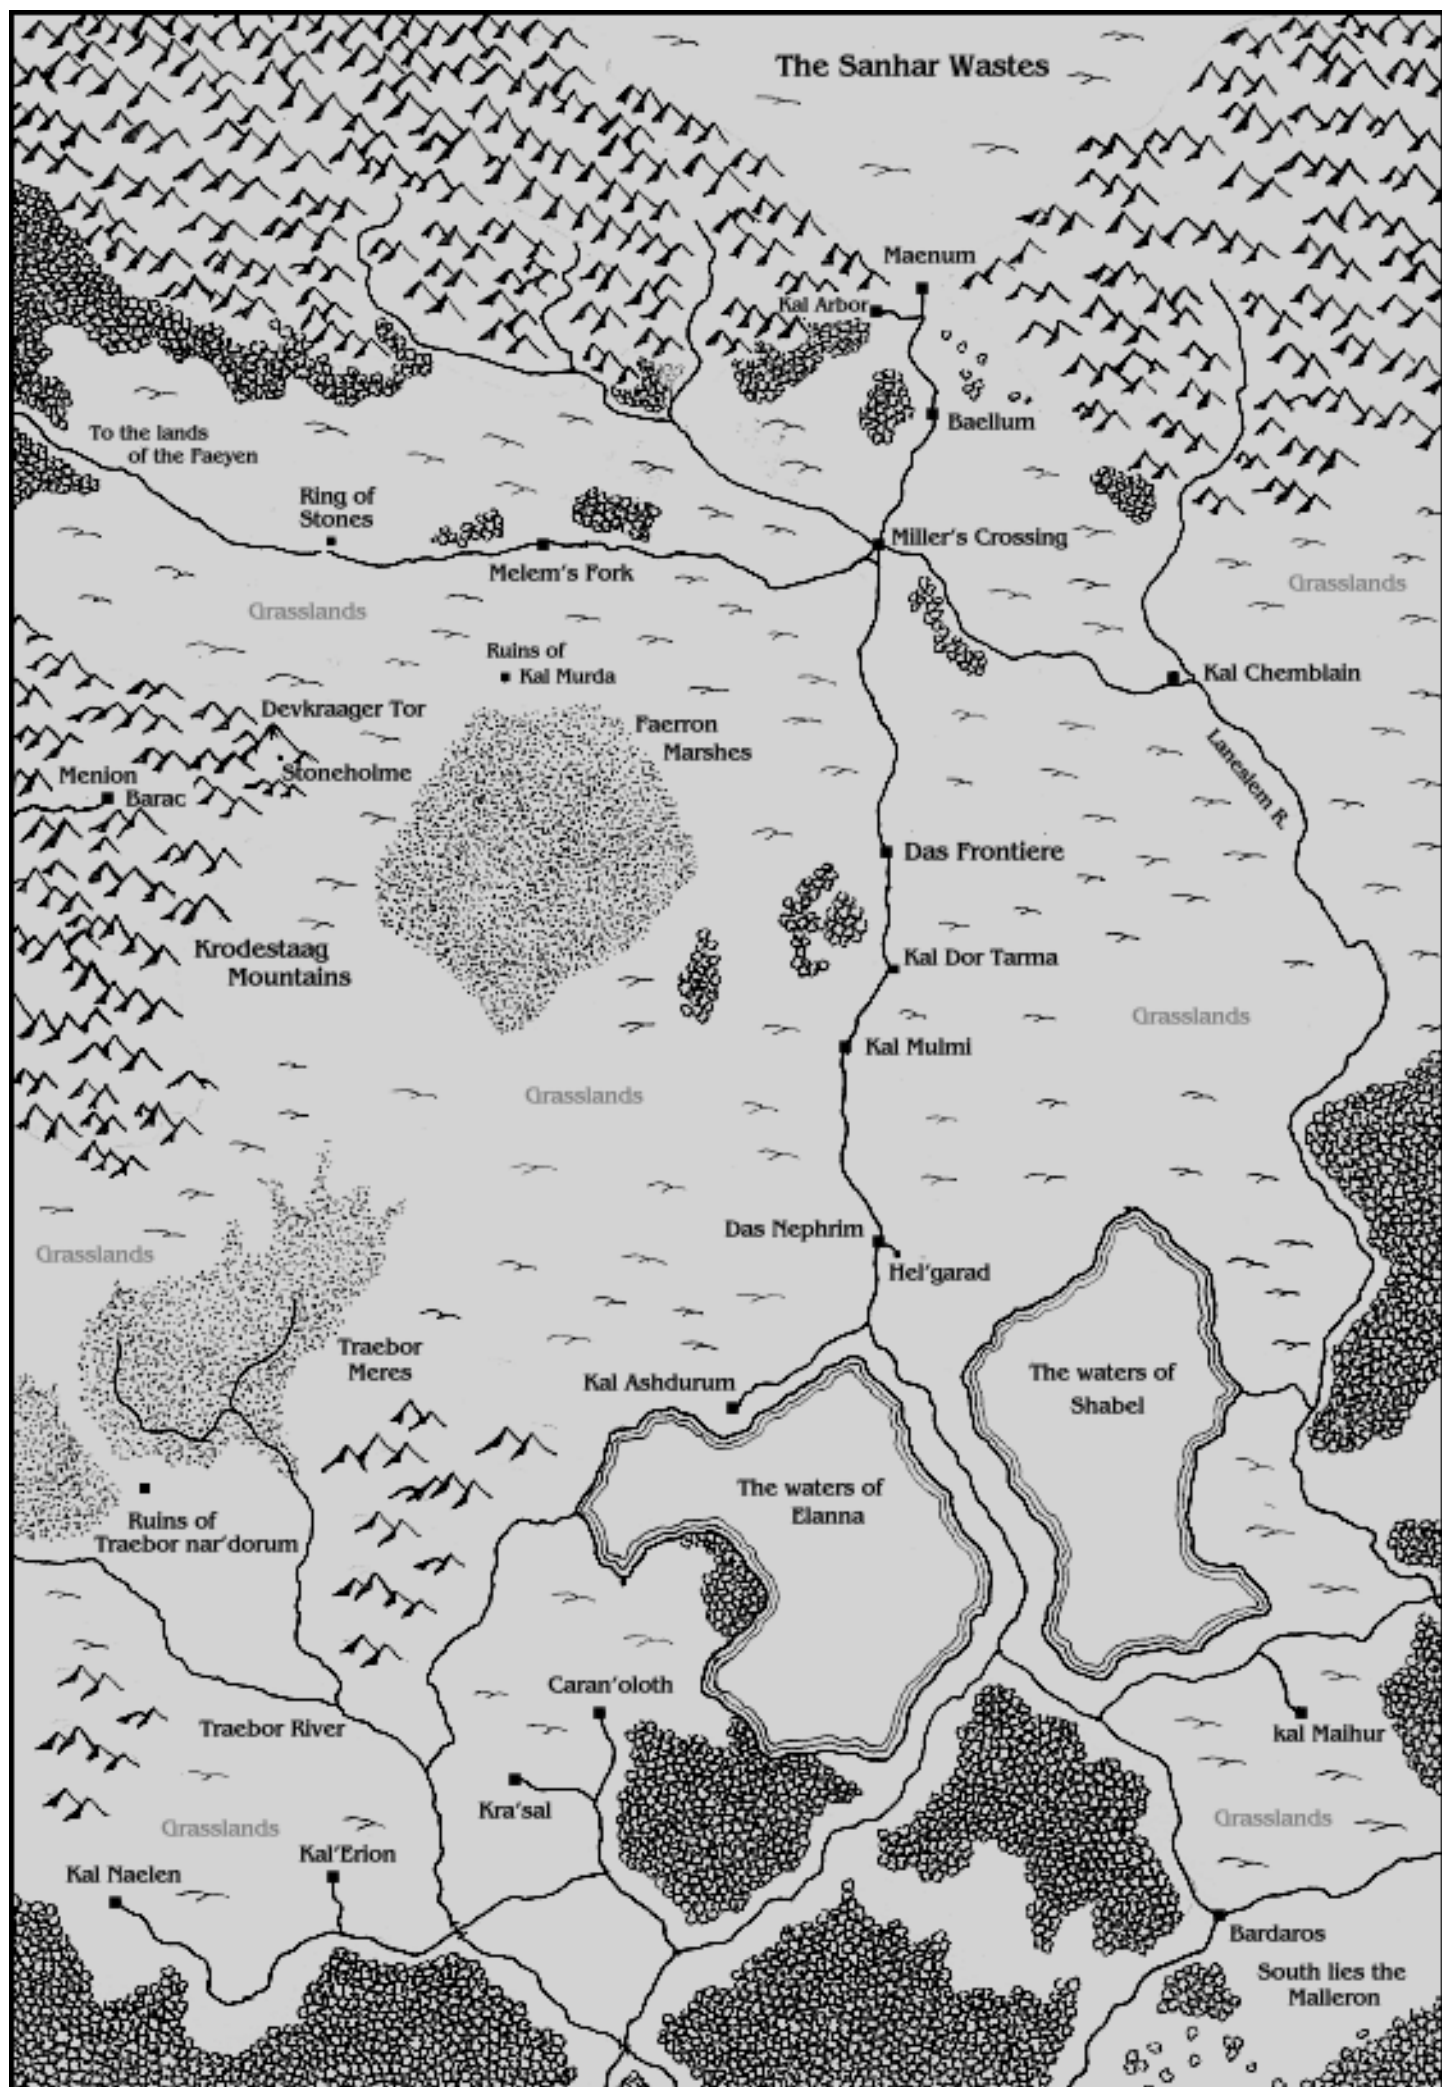 The Sanhar Wastes
Maenum
Kal Arbor
Baellum
To the lands
of the Faeyen
Ring of
Stones
Miller's Crossing
Melem's Fork
Grasslands
Grasslands
Ruins of
Kal Murda
Kal Chemblain
Devkraager Tor
Faerron
Marshes
Stoneholme
Menion
Barac
Laneslem R.
Das Frontiere
Krodestaag
Mountains
Kal Dor Tarma
Grasslands
Kal Mulmi
Grasslands
Das Nephrim
Grasslands
Hel'garad
Traebor
Meres
Kal Ashdurum
The waters of
Shabel
The waters of
Elanna
Ruins of
Traebor nar'dorum
Caran'oloth
Traebor River
kal Maihur
Kra'sal
Grasslands
Grasslands
Kal'Erion
Kal Naelen
Bardaros
South lies the
Malleron